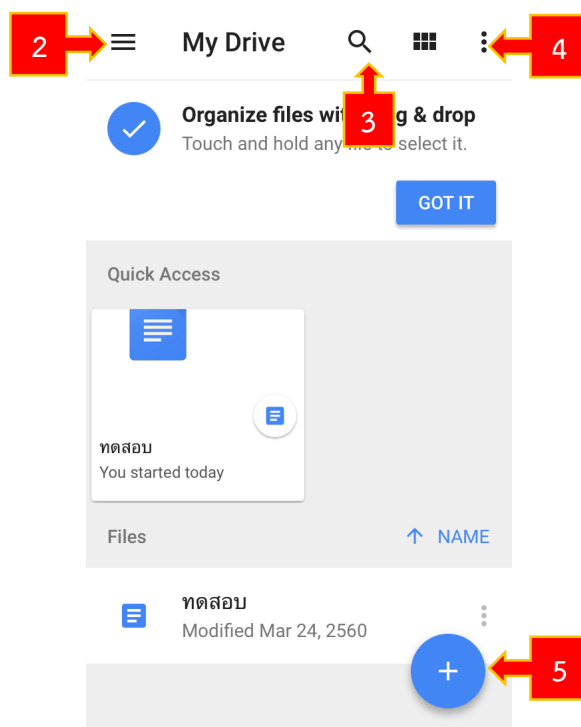 2
My Drive
4
3
Organize files wit g & drop
Touch and hold any file to select it.
GOT IT
Quick Access
ทดสอบ
You started today
Files
NAME
ทดสอบ
Modified Mar 24, 2560
5